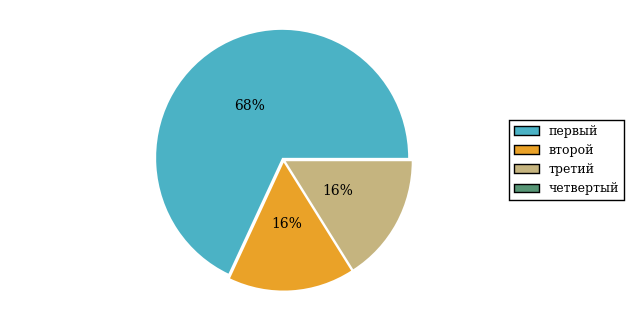 68%
16%
16%
первый
второй
третий
четвертый